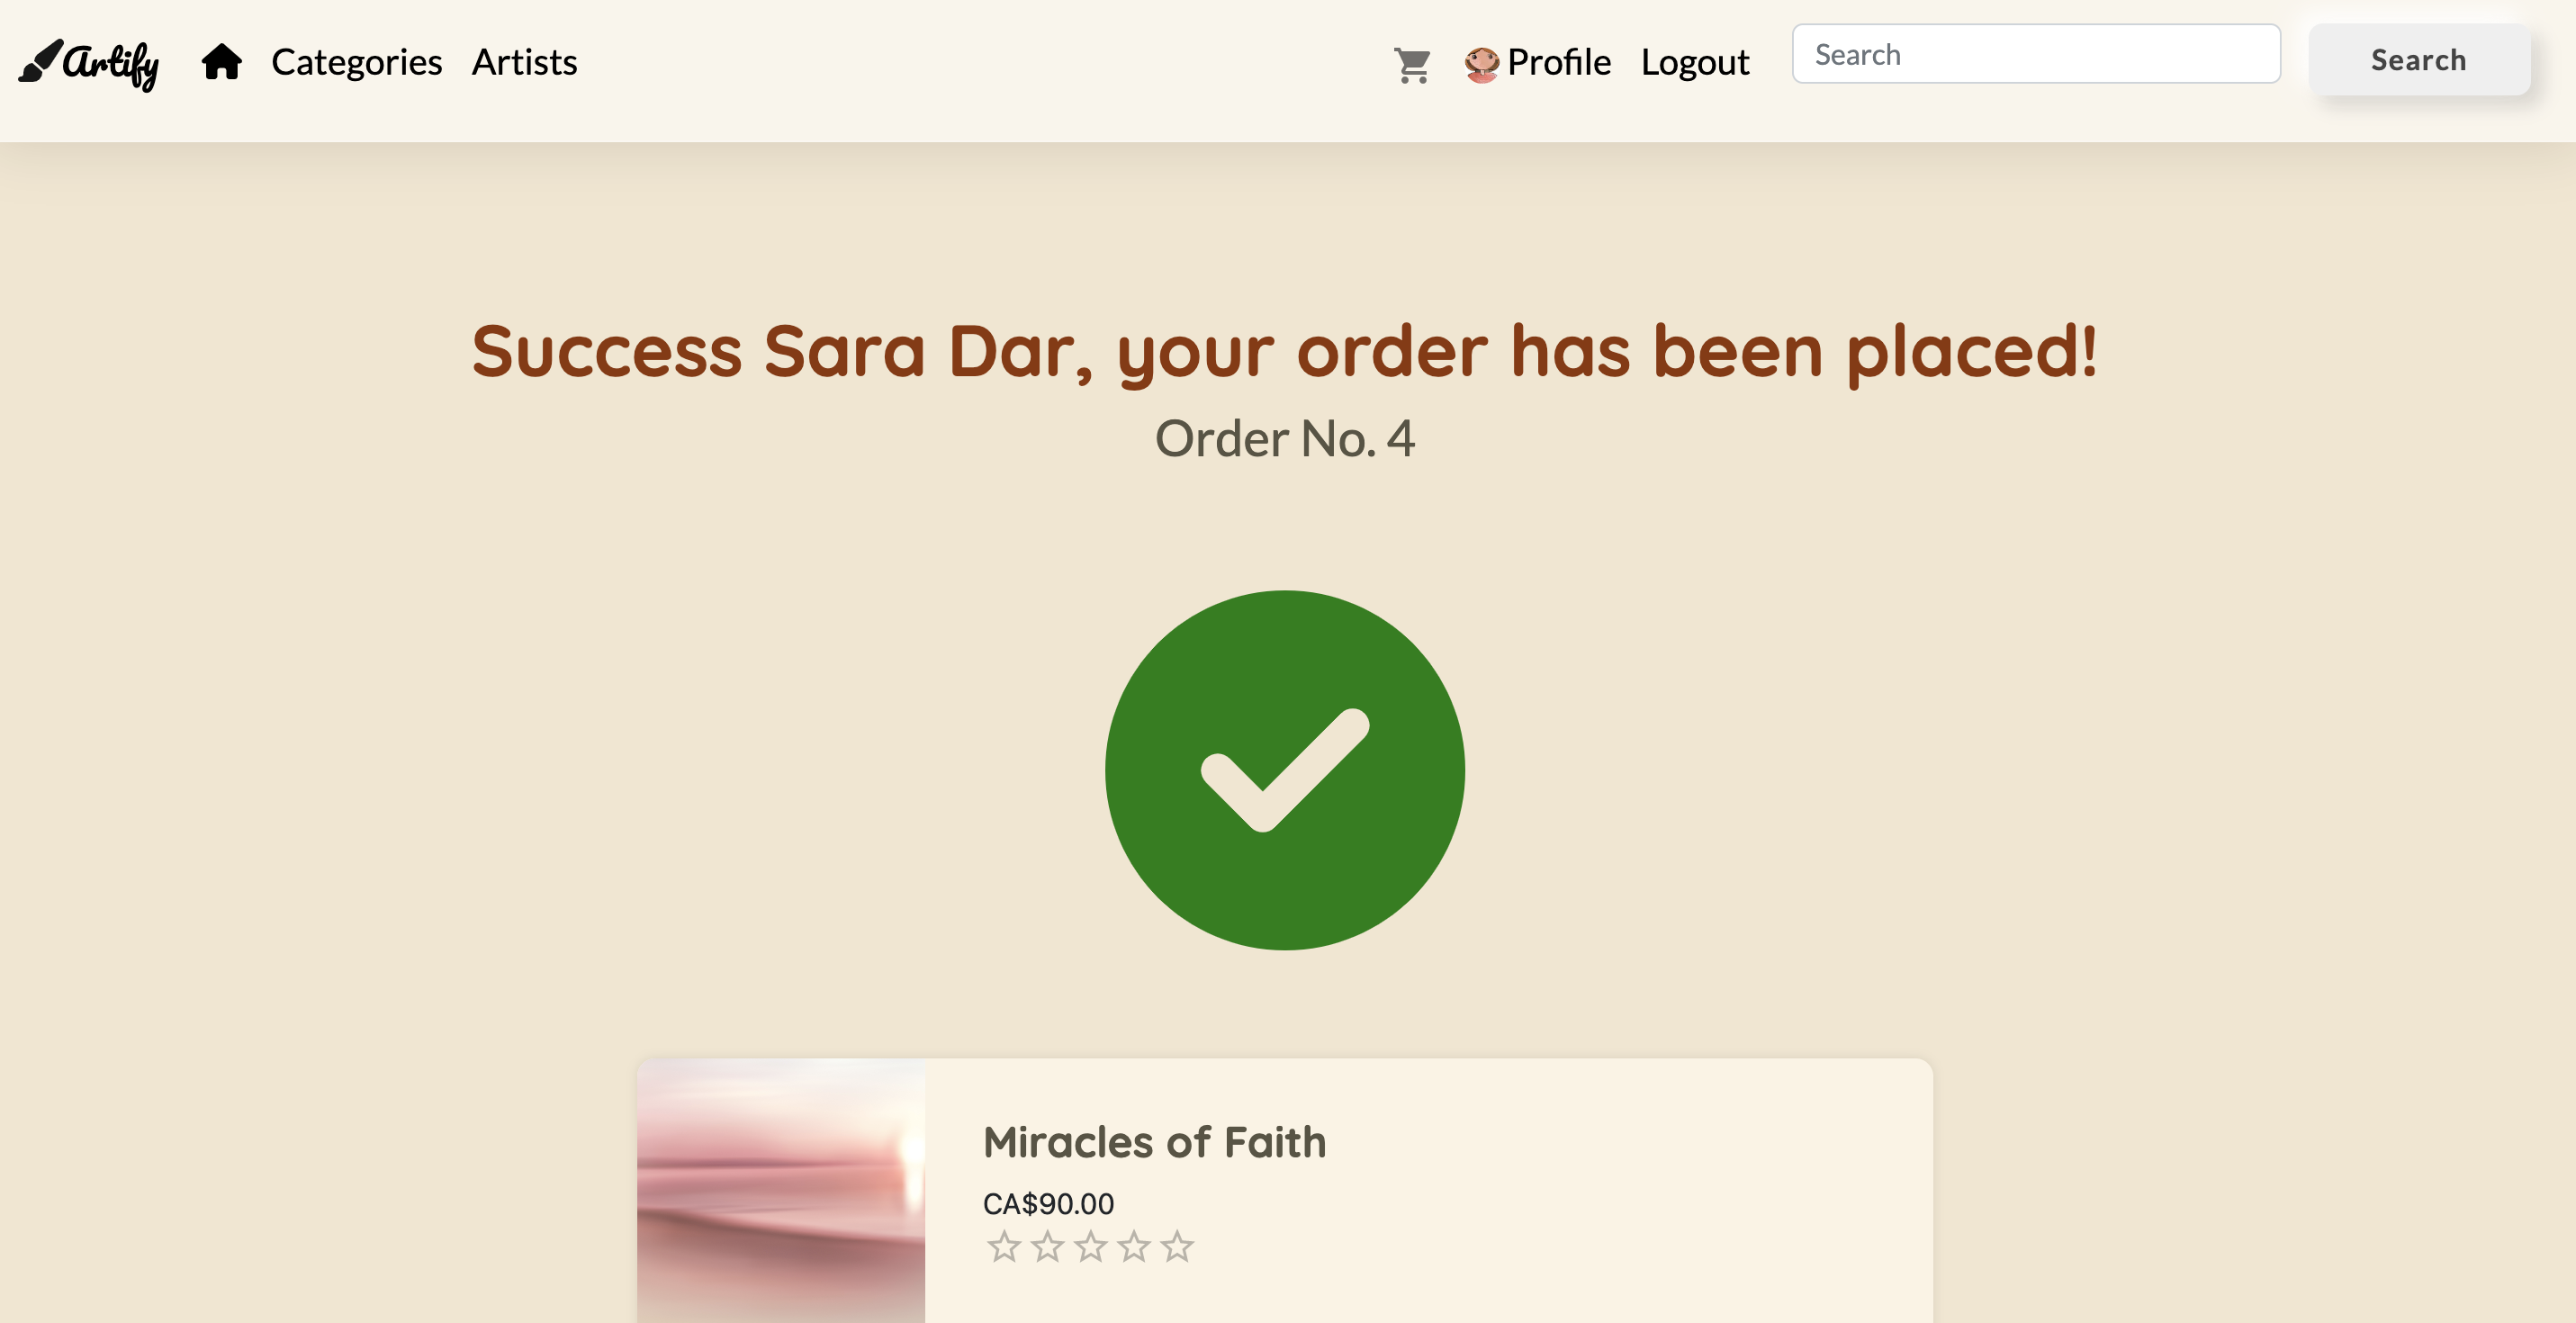 Artify
Categories
Artists
Profile
Logout
Search
Search
Success Sara Dar, your order has been placed!
Order No. 4
Miracles of Faith
CA$90.00